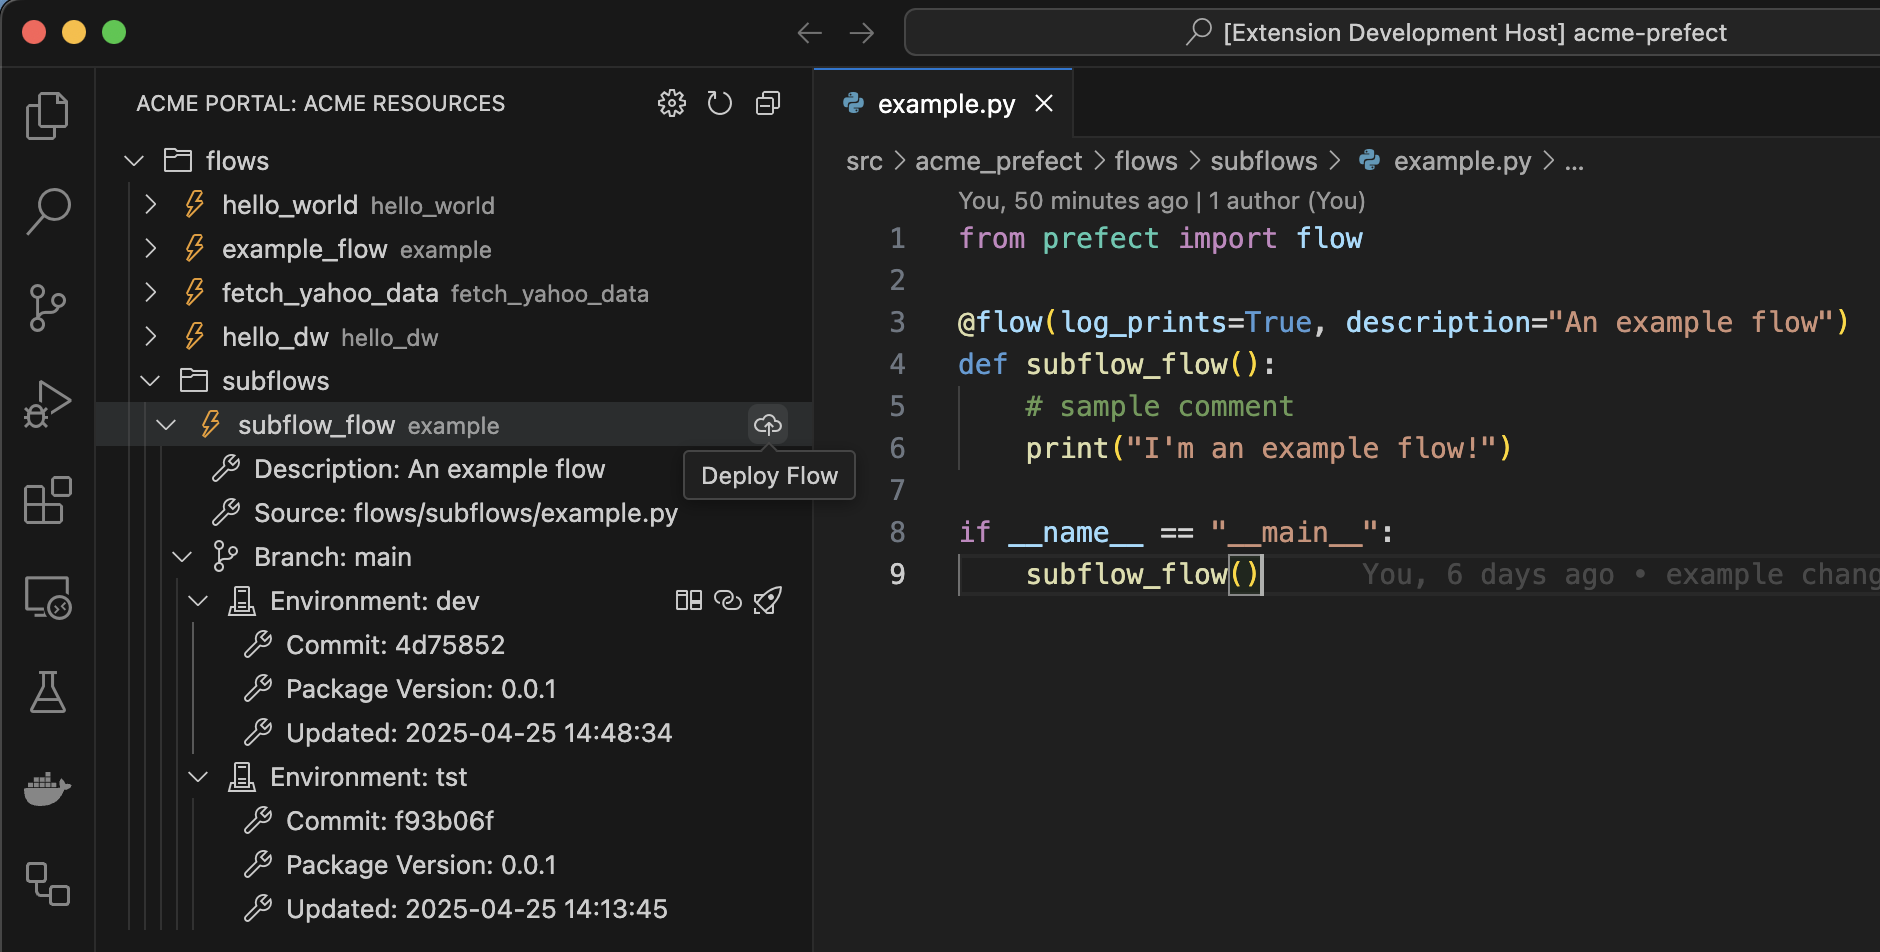 [Extension Development Host] acme-prefect
ACME PORTAL: ACME RESOURCES
flows
hello_world hello_world
example_flow example
fetch_yahoo_data fetch_yahoo_data
hello_dw hello_dw
subflows
subflow_flow example
Deploy Flow
Description: An example flow
Source: flows/subflows/example.py
Branch: main
Environment: dev
Commit: 4d75852
Package Version: 0.0.1
Updated: 2025-04-25 14:48:34
Environment: tst
Commit: f93b06f
Package Version: 0.0.1
Updated: 2025-04-25 14:13:45
example.py
src > acme_prefect > flows > subflows > example.py > ...
You, 50 minutes ago | 1 author (You)
1 from prefect import flow
2
3 @flow(log_prints=True, description="An example flow")
4 def subflow_flow():
5 # sample comment
6 print("I'm an example flow!")
7
8 if __name__ == "__main__":
9 subflow_flow() You, 6 days ago • example chang